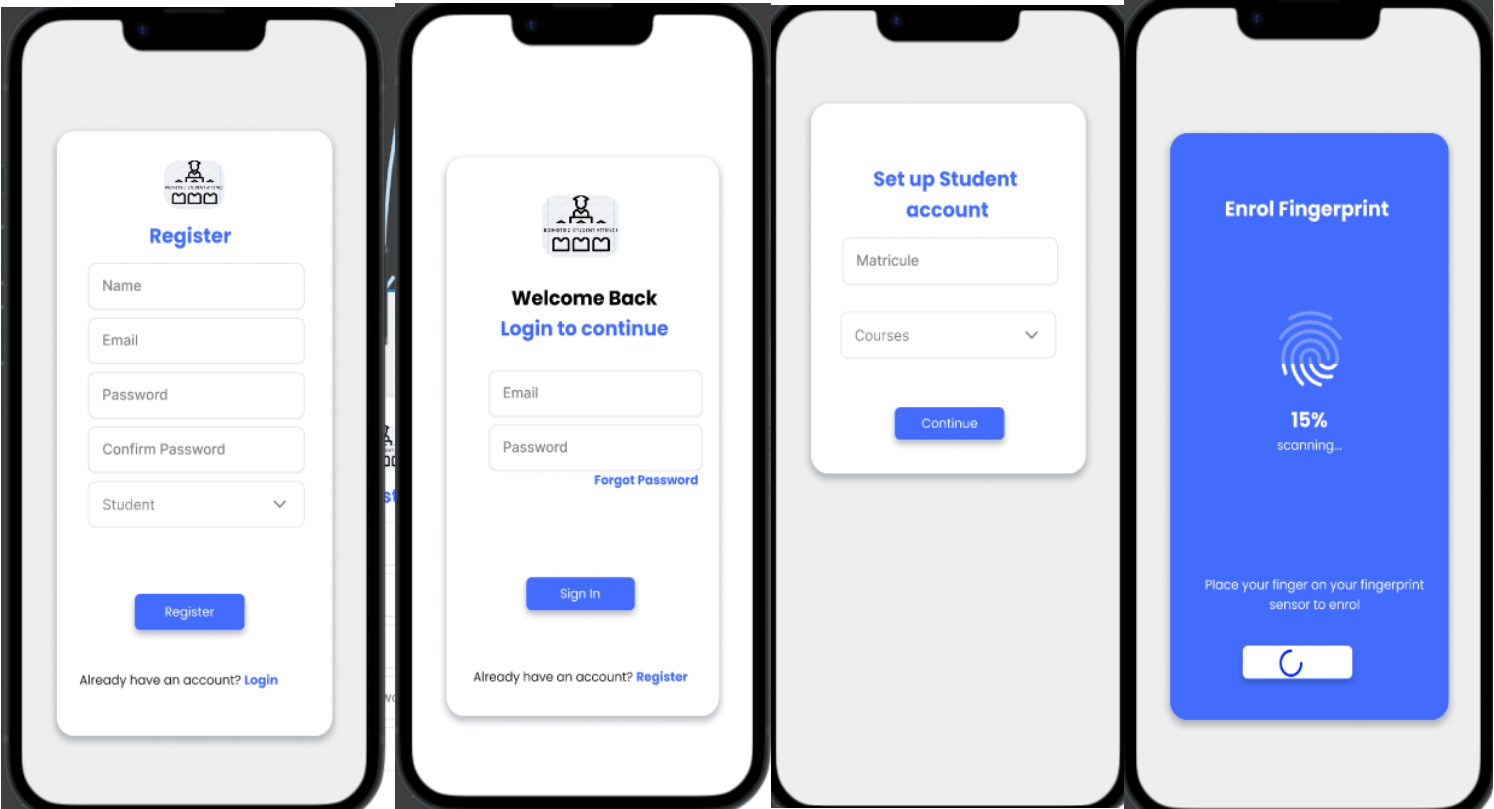 Register
Name
Email
Password
Confirm Password
Student
Register
Already have an account? Login
Welcome Back
Login to continue
Email
Password
Forgot Password
Sign In
Already have an account? Register
Set up Student
account
Matricule
Courses
Continue
Enrol Fingerprint
15%
scanning...
Place your finger on your fingerprint
sensor to enrol